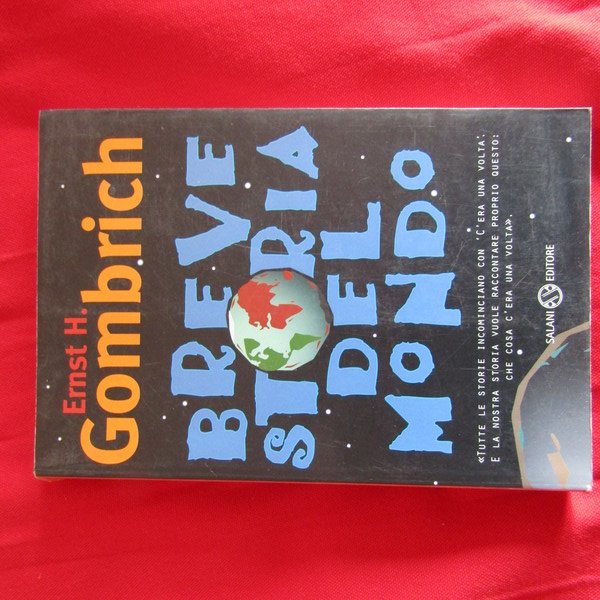 Ernst H.
Gombrich
BREVE
STORIA
DEL
MONDO
«TUTTE LE STORIE INCOMINCIANO CON 'C'ERA UNA VOLTA'.
E LA NOSTRA STORIA VUOLE RACCONTARE PROPRIO QUESTO:
CHE COSA C'ERA UNA VOLTA».
SALANI EDITORE